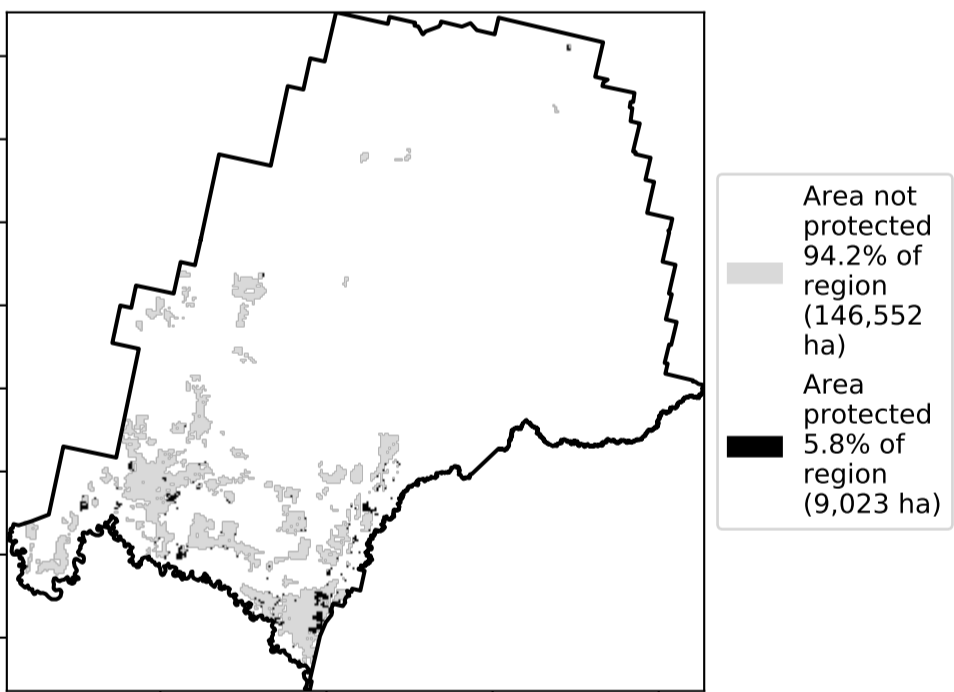 Area not
protected
94.2% of
region
(146,552
ha)
Area
protected
5.8% of
region
(9,023 ha)